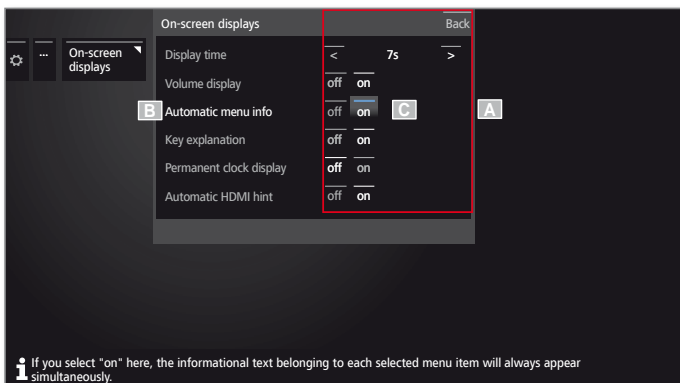 On-screen displays
Back
...
On-screen
displays
Display time < 7s >
Volume display off on
B Automatic menu info off on C A
Key explanation off on
Permanent clock display off on
Automatic HDMI hint off on
i If you select "on" here, the informational text belonging to each selected menu item will always appear
simultaneously.